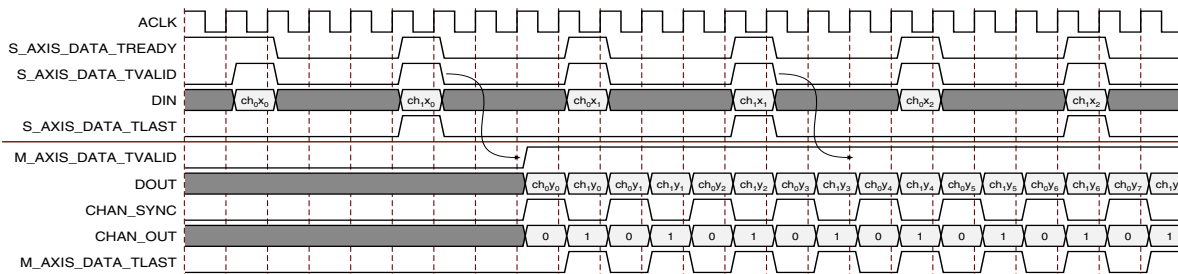 ACLK
S_AXIS_DATA_TREADY
S_AXIS_DATA_TVALID
DIN ch₀x₀ ch₁x₀ ch₀x₁ ch₁x₁ ch₀x₂ ch₁x₂
S_AXIS_DATA_TLAST
M_AXIS_DATA_TVALID
DOUT ch₀y₀ ch₁y₀ ch₀y₁ ch₁y₁ ch₀y₂ ch₁y₂ ch₀y₃ ch₁y₃ ch₀y₄ ch₁y₄ ch₀y₅ ch₁y₅ ch₀y₆ ch₁y₆ ch₀y₇ ch₁y
CHAN_SYNC
CHAN_OUT 0 1 0 1 0 1 0 1 0 1 0 1 0 1 0 1
M_AXIS_DATA_TLAST